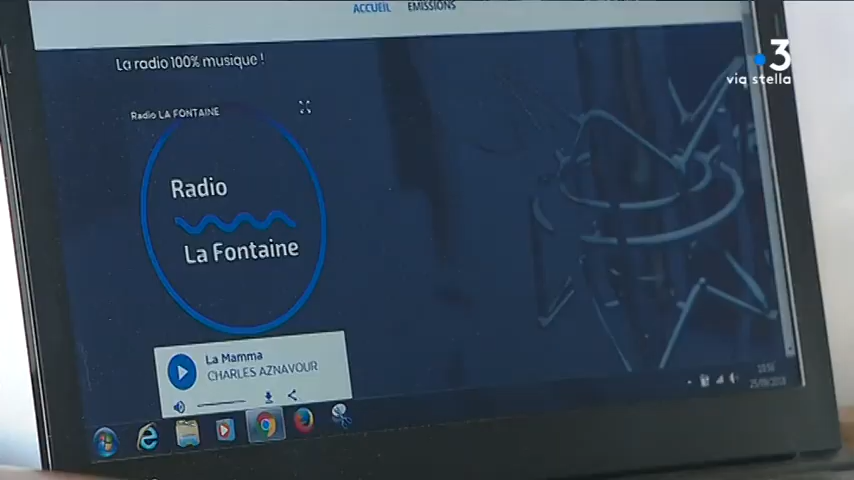 ACCUEIL EMISSIONS
3
via stella
La radio 100% musique !
Radio LA FONTAINE
Radio
La Fontaine
La Mamma
CHARLES AZNAVOUR